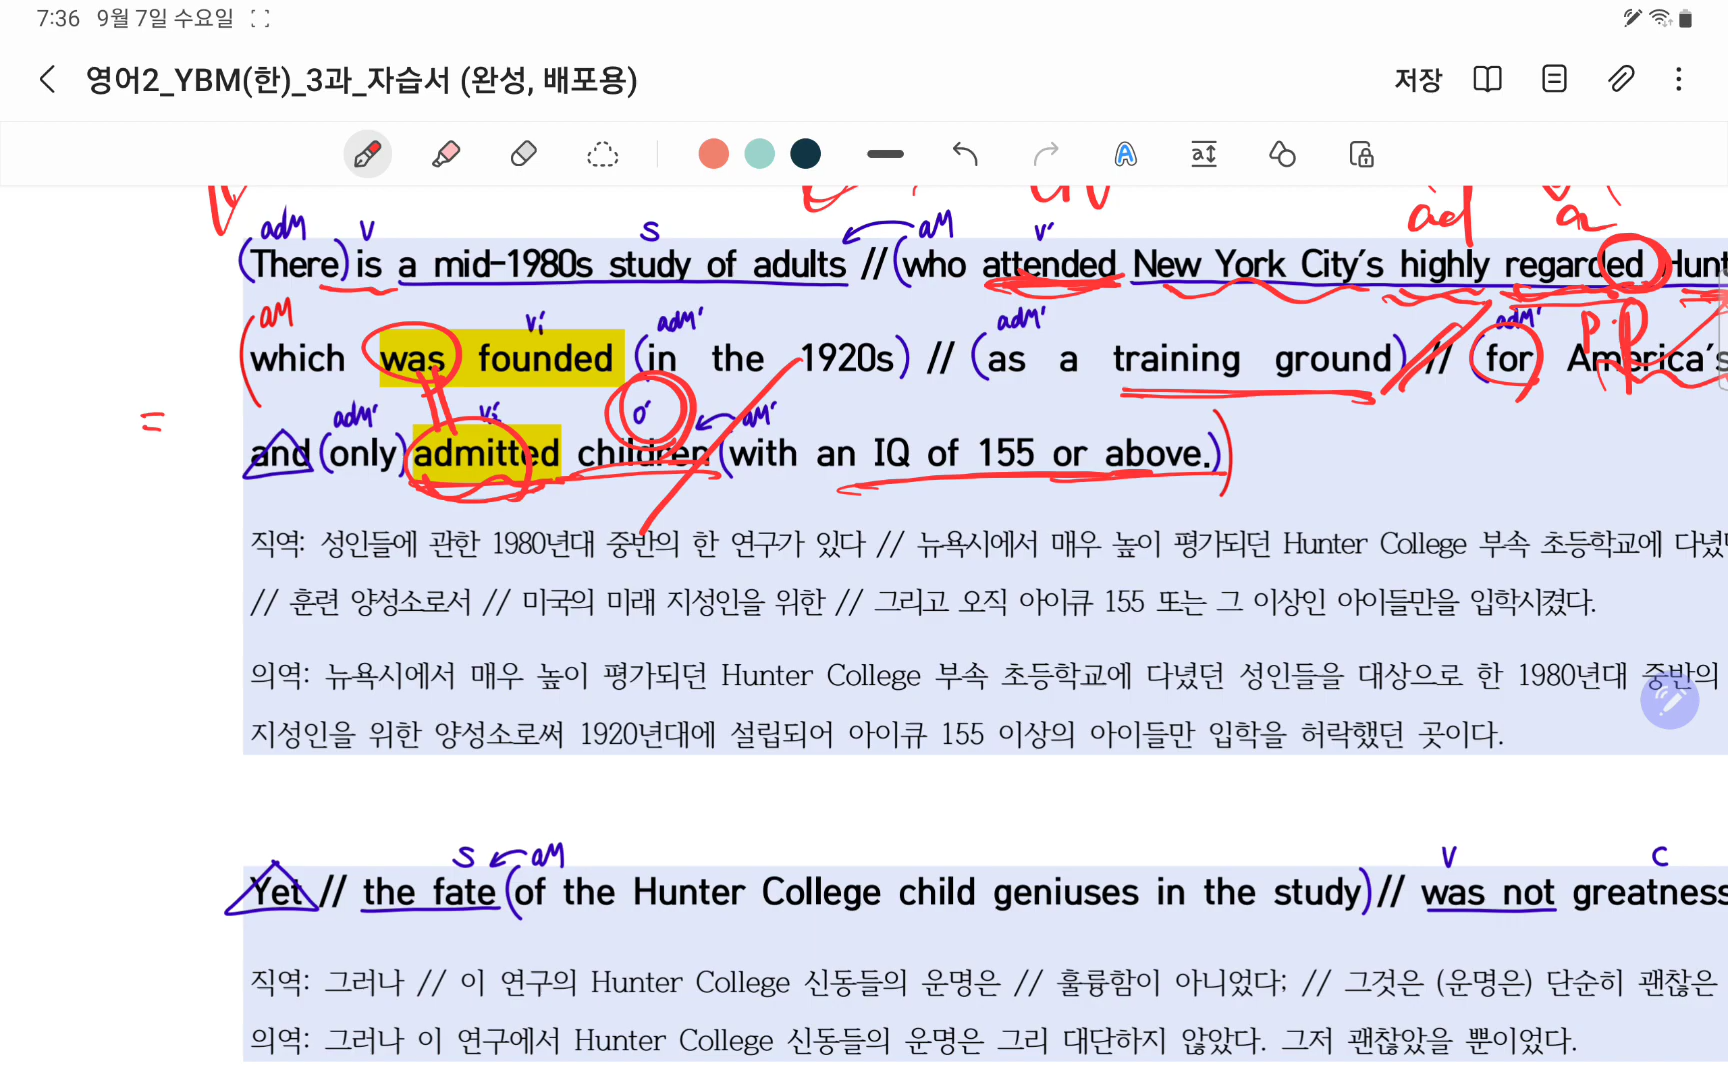 7:36 9월 7일 수요일
영어2_YBM(한)_3과_자습서 (완성, 배포용)
저장
ad a
adM V S aM V'
(There) is a mid-1980s study of adults // (who attended New York City's highly regarded Hunt
aM Vi' adM' adM' adM' P.P
(which was founded (in the 1920s) // (as a training ground) // (for America's
= adM' Vi' O' aM'
and (only) admitted children (with an IQ of 155 or above.)
직역: 성인들에 관한 1980년대 중반의 한 연구가 있다 // 뉴욕시에서 매우 높이 평가되던 Hunter College 부속 초등학교에 다녔
// 훈련 양성소로서 // 미국의 미래 지성인을 위한 // 그리고 오직 아이큐 155 또는 그 이상인 아이들만을 입학시켰다.
의역: 뉴욕시에서 매우 높이 평가되던 Hunter College 부속 초등학교에 다녔던 성인들을 대상으로 한 1980년대 중반의
지성인을 위한 양성소로써 1920년대에 설립되어 아이큐 155 이상의 아이들만 입학을 허락했던 곳이다.
S aM V C
Yet // the fate (of the Hunter College child geniuses in the study) // was not greatness
직역: 그러나 // 이 연구의 Hunter College 신동들의 운명은 // 훌륭함이 아니었다; // 그것은 (운명은) 단순히 괜찮은
의역: 그러나 이 연구에서 Hunter College 신동들의 운명은 그리 대단하지 않았다. 그저 괜찮았을 뿐이었다.